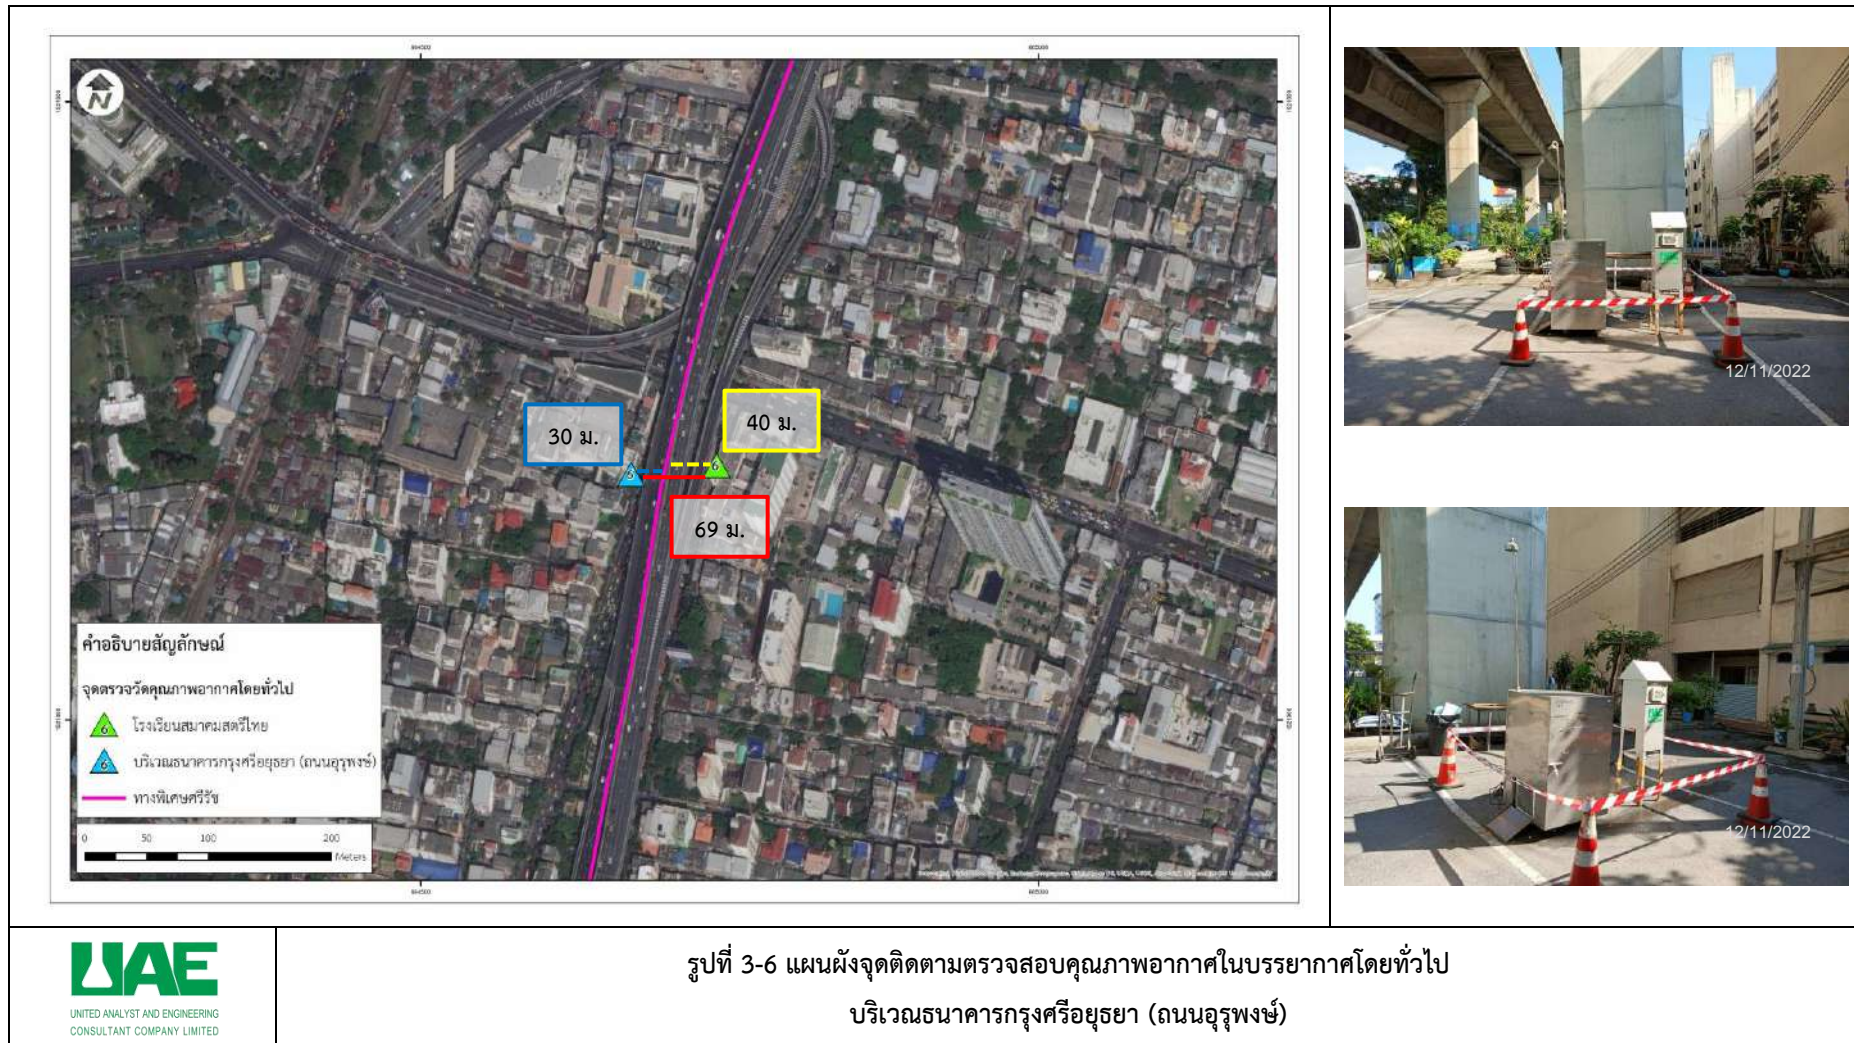 N
30 ม.
40 ม.
5
6
69 ม.
คำอธิบายสัญลักษณ์
จุดตรวจวัดคุณภาพอากาศโดยทั่วไป
6 โรงเรียนสมาคมสตรีไทย
6 บริเวณธนาคารกรุงศรีอยุธยา (ถนนอุรุพงษ์)
ทางพิเศษศรีรัช
0 50 100 200
Meters
12/11/2022
12/11/2022
UAE
UNITED ANALYST AND ENGINEERING
CONSULTANT COMPANY LIMITED
รูปที่ 3-6 แผนผังจุดติดตามตรวจสอบคุณภาพอากาศในบรรยากาศโดยทั่วไป
บริเวณธนาคารกรุงศรีอยุธยา (ถนนอุรุพงษ์)